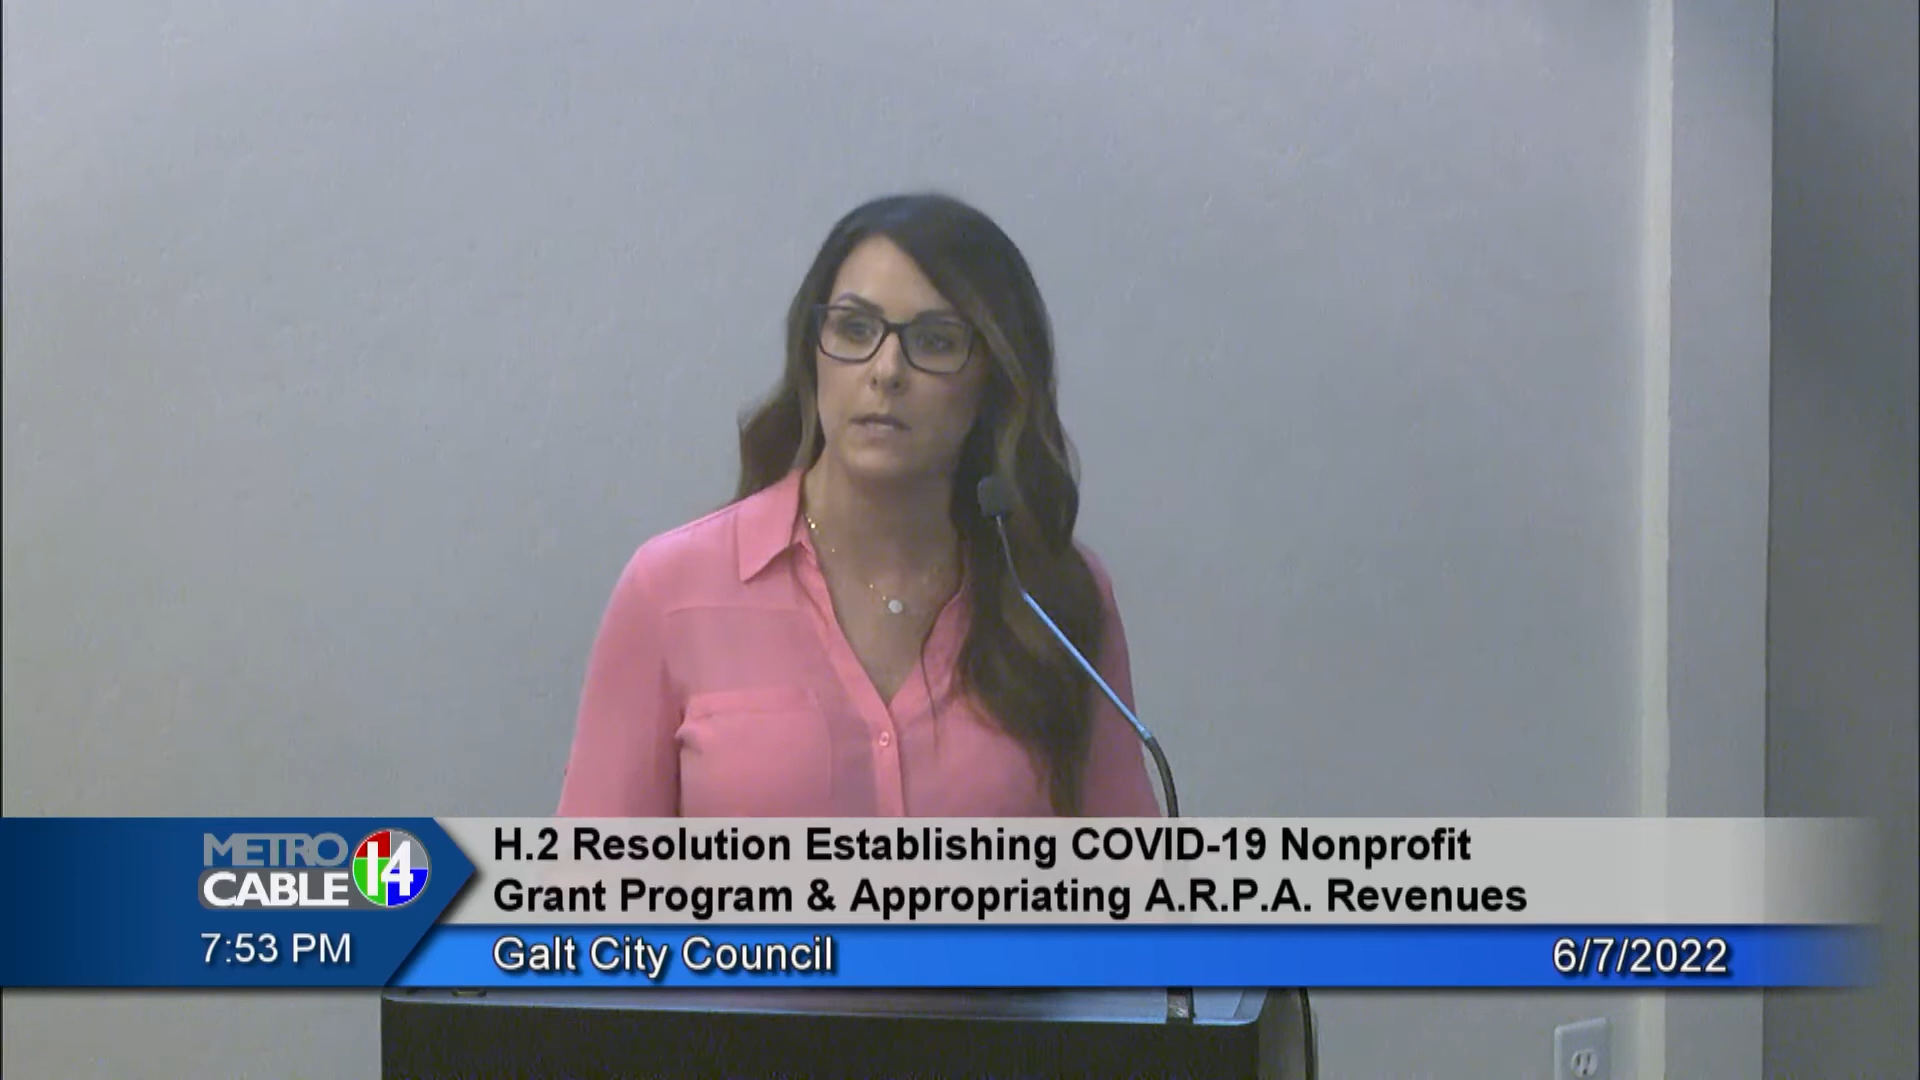 H.2 Resolution Establishing COVID-19 Nonprofit
Grant Program & Appropriating A.R.P.A. Revenues
METRO
CABLE 14
7:53 PM
Galt City Council
6/7/2022